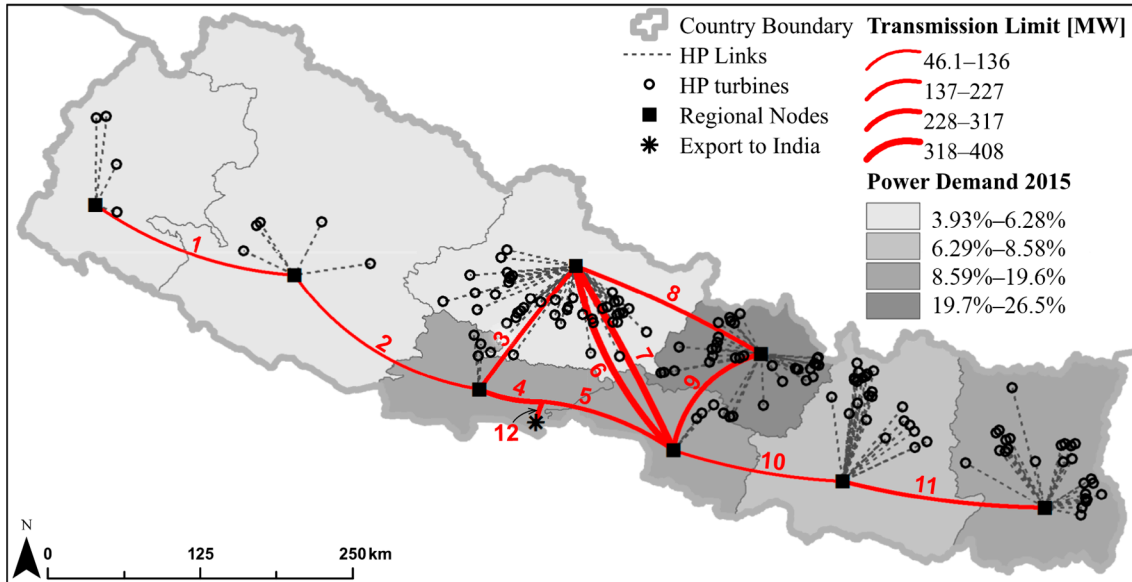 Country Boundary
HP Links
HP turbines
Regional Nodes
Export to India
Transmission Limit [MW]
46.1–136
137–227
228–317
318–408
Power Demand 2015
3.93%–6.28%
6.29%–8.58%
8.59%–19.6%
19.7%–26.5%
1
2
3
4
5
6
7
8
9
10
11
12
N
0 125 250 km